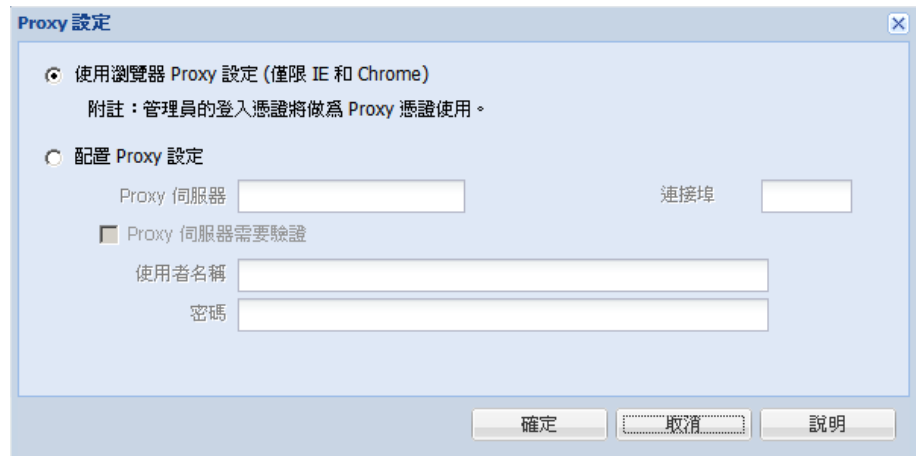 Proxy 設定
使用瀏覽器 Proxy 設定 (僅限 IE 和 Chrome)
附註：管理員的登入憑證將做爲 Proxy 憑證使用。
配置 Proxy 設定
Proxy 伺服器 連接埠
Proxy 伺服器需要驗證
使用者名稱
密碼
確定 取消 說明